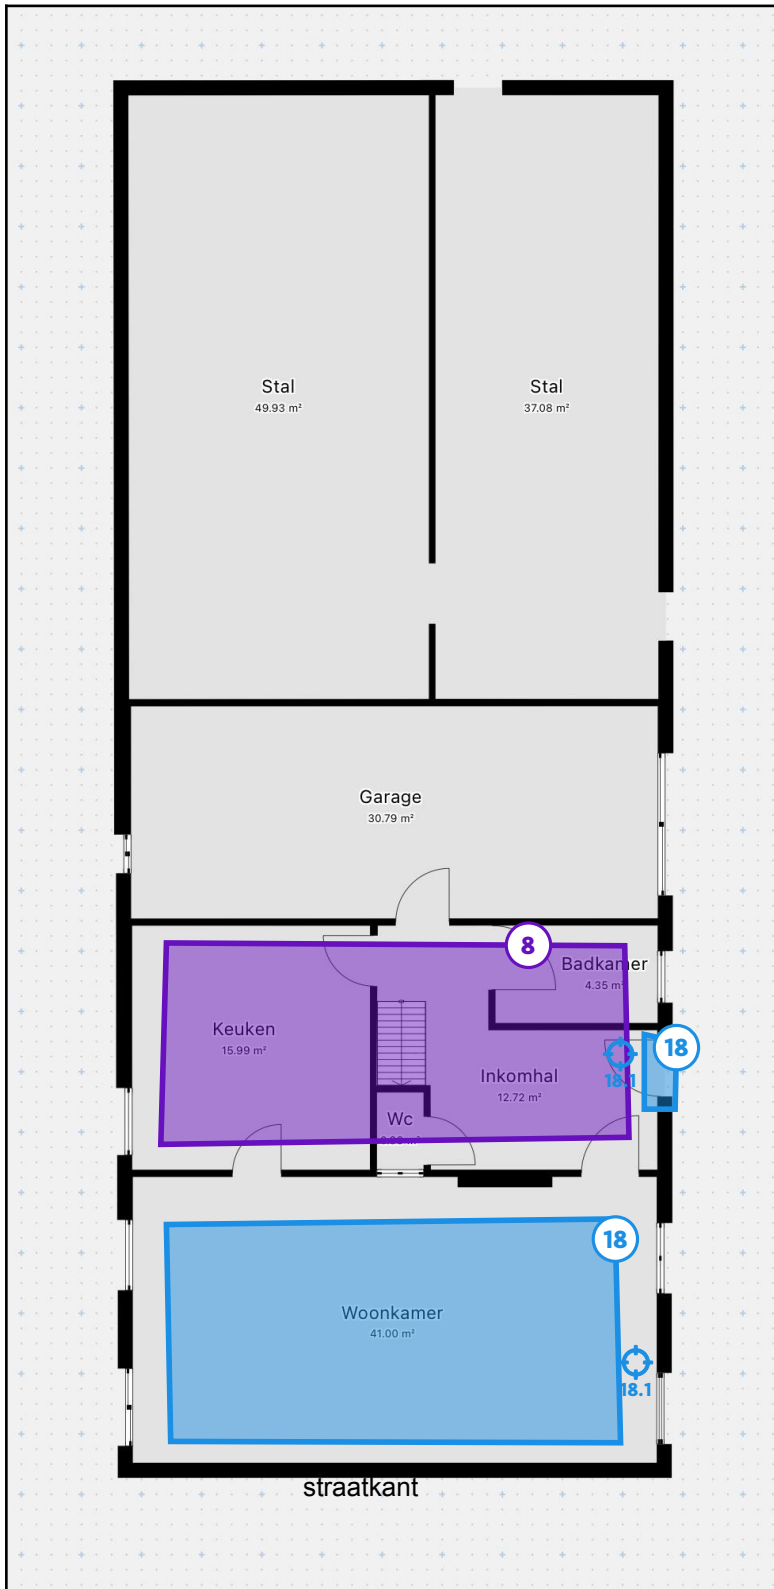 Stal
49.93 m²
Stal
37.08 m²
Garage
30.79 m²
8
Badkamer
4.35 m²
Keuken
15.99 m²
18
18.1
Inkomhal
12.72 m²
Wc
18
Woonkamer
41.00 m²
18.1
straatkant